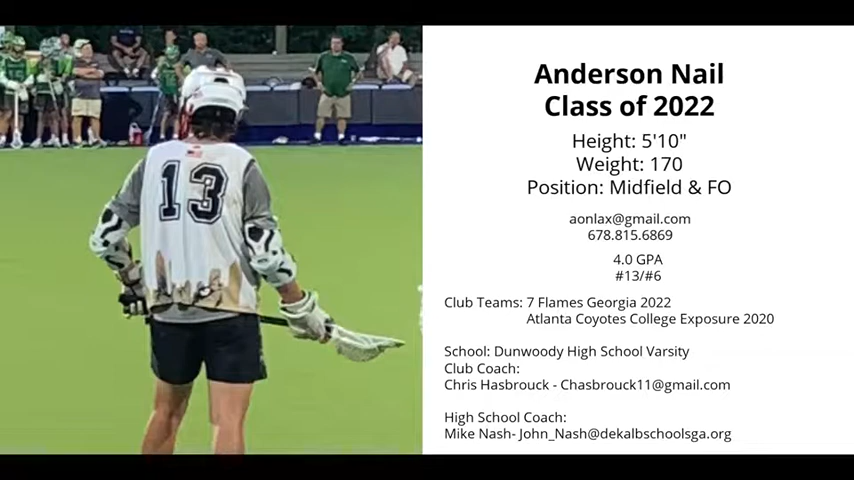 13
Anderson Nail
Class of 2022
Height: 5'10"
Weight: 170
Position: Midfield & FO
aonlax@gmail.com
678.815.6869
4.0 GPA
#13/#6
Club Teams: 7 Flames Georgia 2022
Atlanta Coyotes College Exposure 2020
School: Dunwoody High School Varsity
Club Coach:
Chris Hasbrouck - Chasbrouck11@gmail.com
High School Coach:
Mike Nash- John_Nash@dekalbschoolsga.org